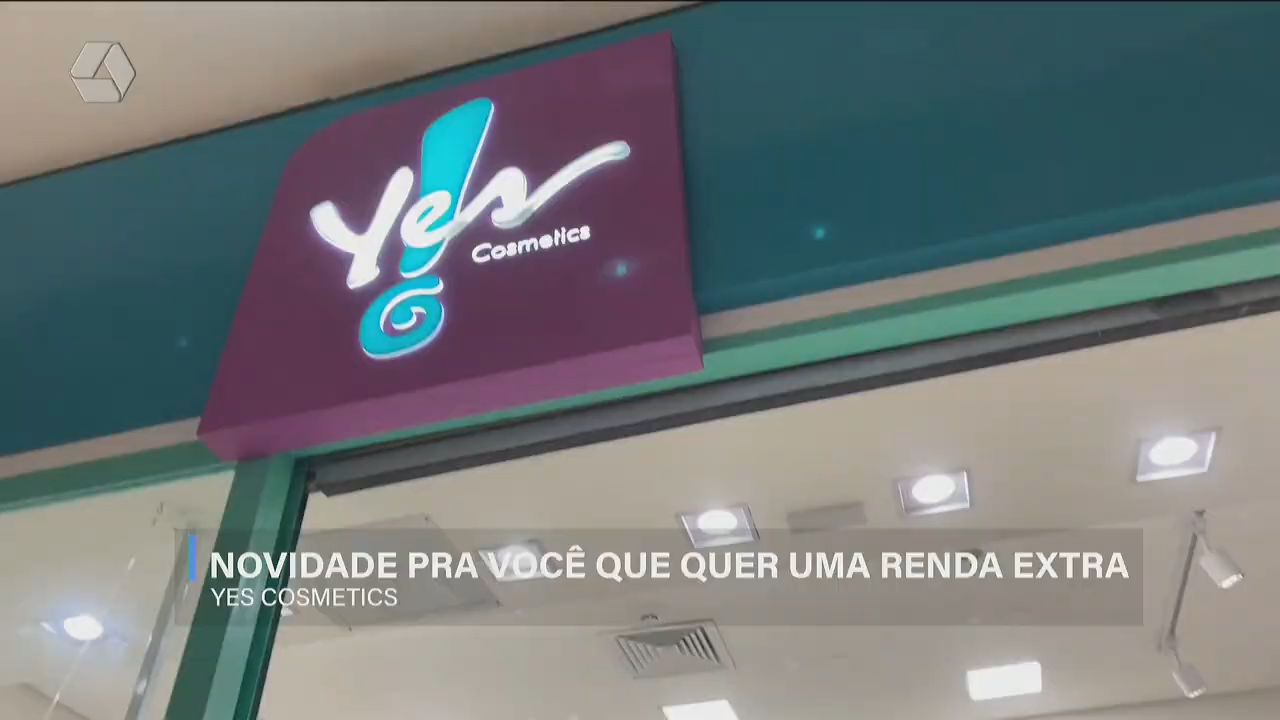 Yes!
Cosmetics
NOVIDADE PRA VOCÊ QUE QUER UMA RENDA EXTRA
YES COSMETICS